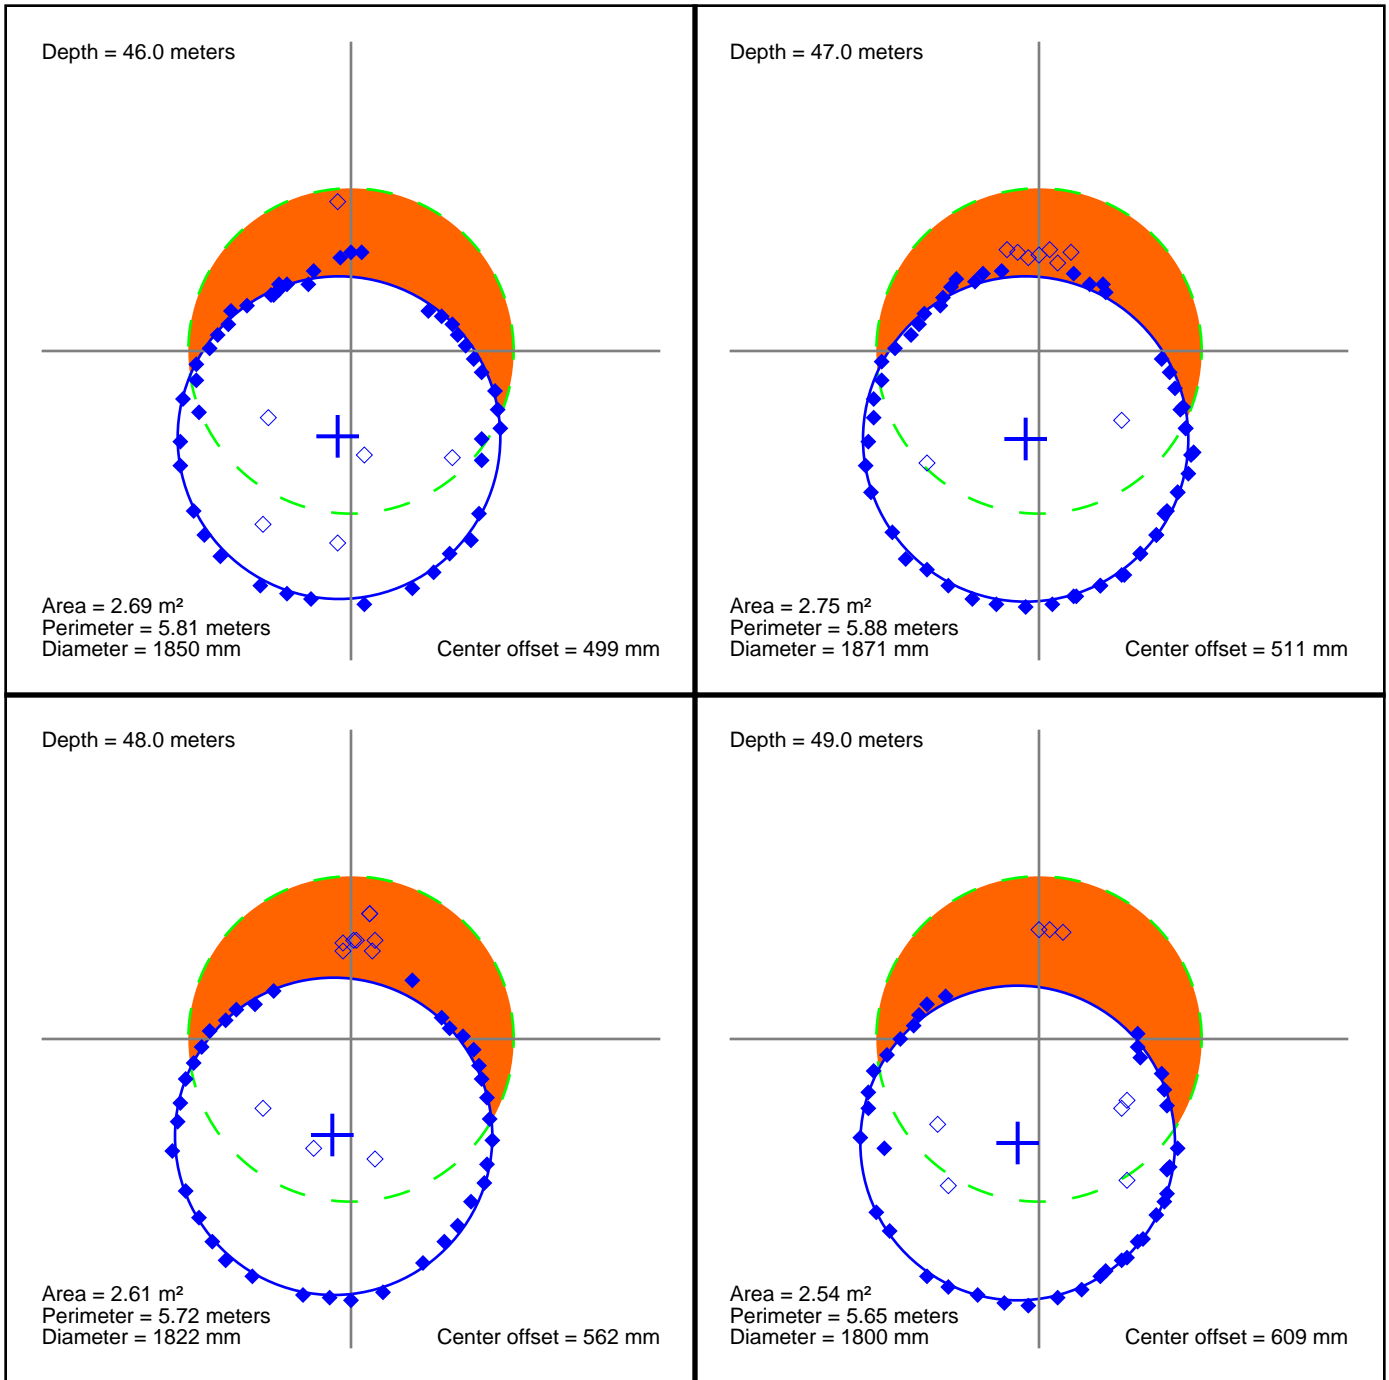 Depth = 46.0 meters
Area = 2.69 m²
Perimeter = 5.81 meters
Diameter = 1850 mm
Center offset = 499 mm
Depth = 47.0 meters
Area = 2.75 m²
Perimeter = 5.88 meters
Diameter = 1871 mm
Center offset = 511 mm
Depth = 48.0 meters
Area = 2.61 m²
Perimeter = 5.72 meters
Diameter = 1822 mm
Center offset = 562 mm
Depth = 49.0 meters
Area = 2.54 m²
Perimeter = 5.65 meters
Diameter = 1800 mm
Center offset = 609 mm